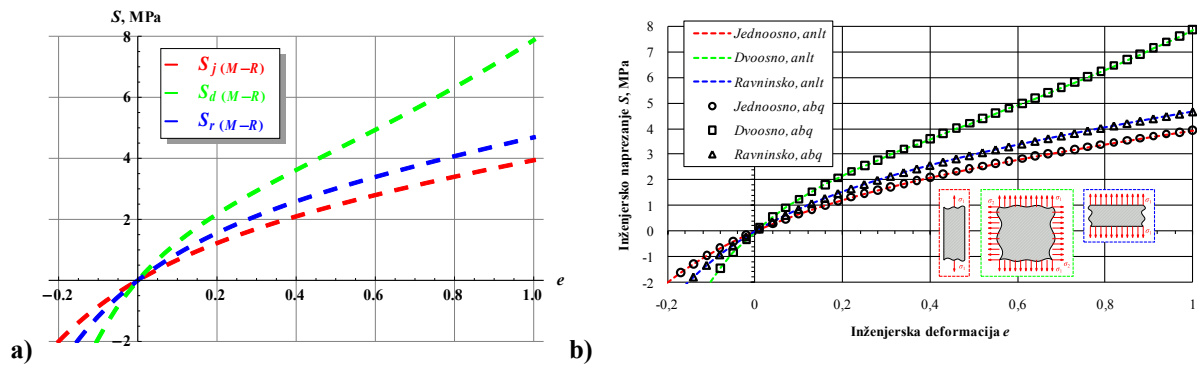 S, MPa
8
6
4
2
−2
−0.2
0.2
0.4
0.6
0.8
1.0
e
S j (M−R)
S d (M−R)
S r (M−R)
a)
Inženjersko naprezanje S, MPa
8
7
6
5
4
3
2
1
0
-1
-2
-0,2
0
0,2
0,4
0,6
0,8
1
Inženjerska deformacija e
Jednoosno, anlt
Dvoosno, anlt
Ravninsko, anlt
Jednoosno, abq
Dvoosno, abq
Ravninsko, abq
b)